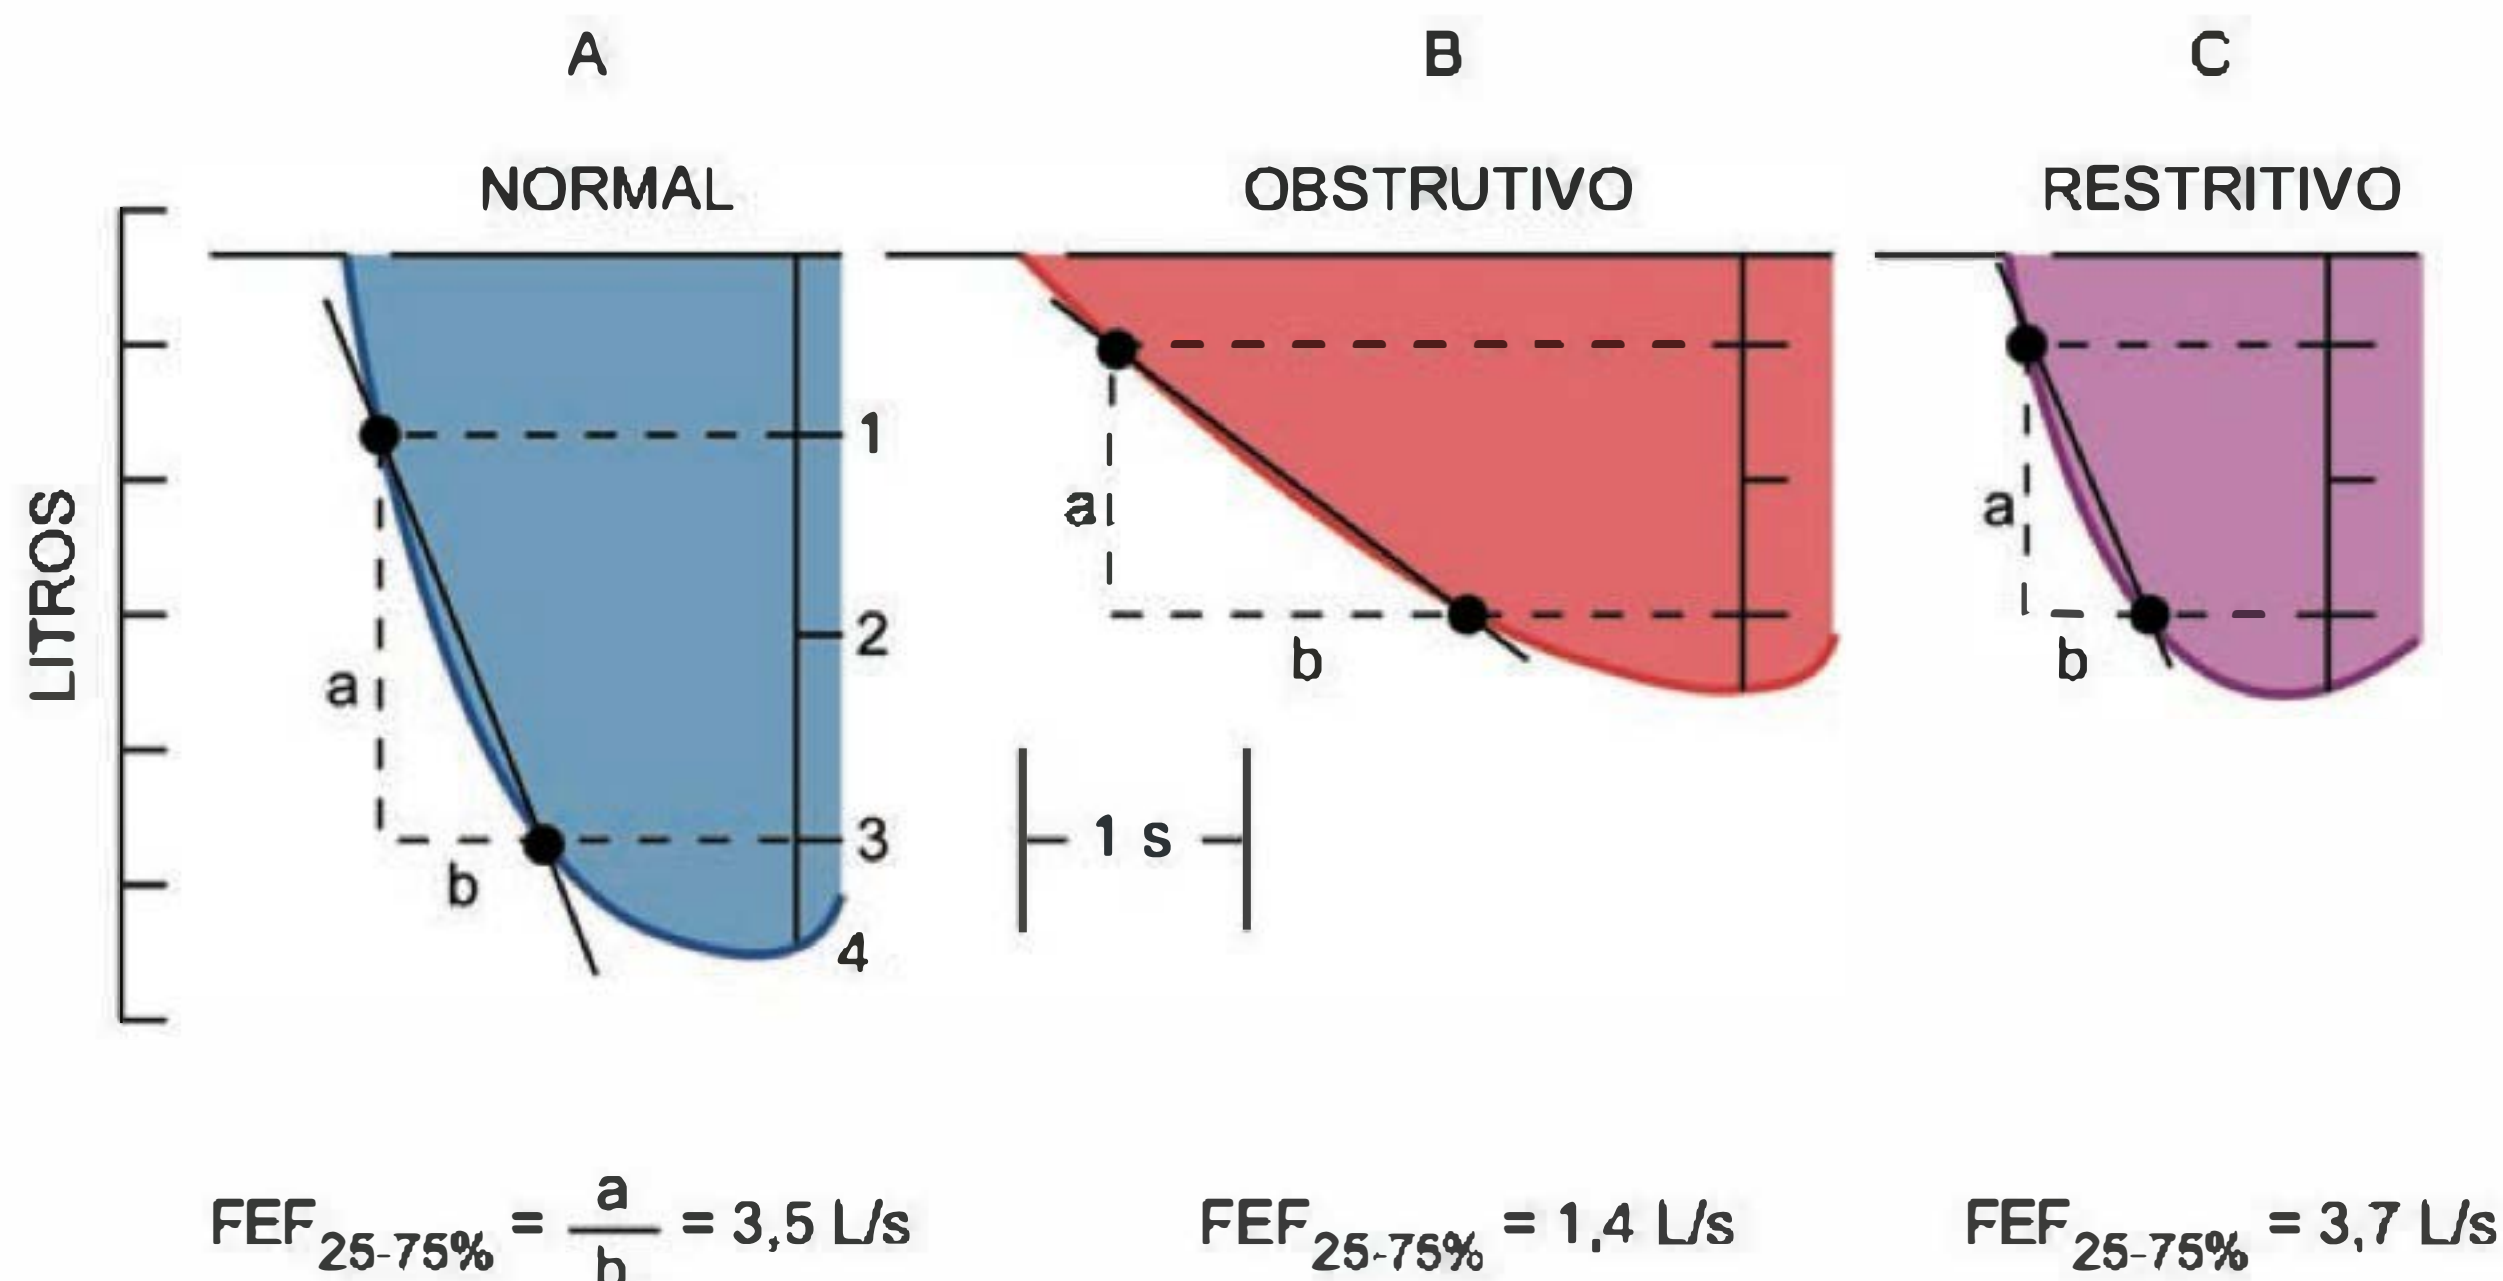 A
B
C
NORMAL
OBSTRUTIVO
RESTRITIVO
LITROS
1
2
3
4
a
b
a
b
a
b
1 s
FEF25-75% = a/b = 3,5 L/s
FEF25-75% = 1,4 L/s
FEF25-75% = 3,7 L/s